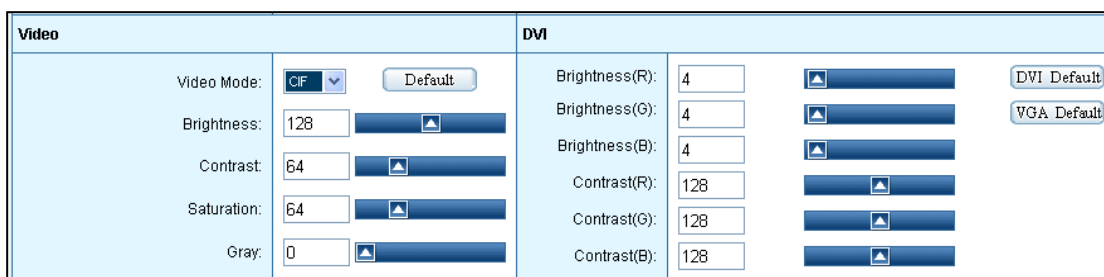 Video
Video Mode: CIF Default
Brightness: 128
Contrast: 64
Saturation: 64
Gray: 0
DVI
Brightness(R): 4 DVI Default
Brightness(G): 4 VGA Default
Brightness(B): 4
Contrast(R): 128
Contrast(G): 128
Contrast(B): 128